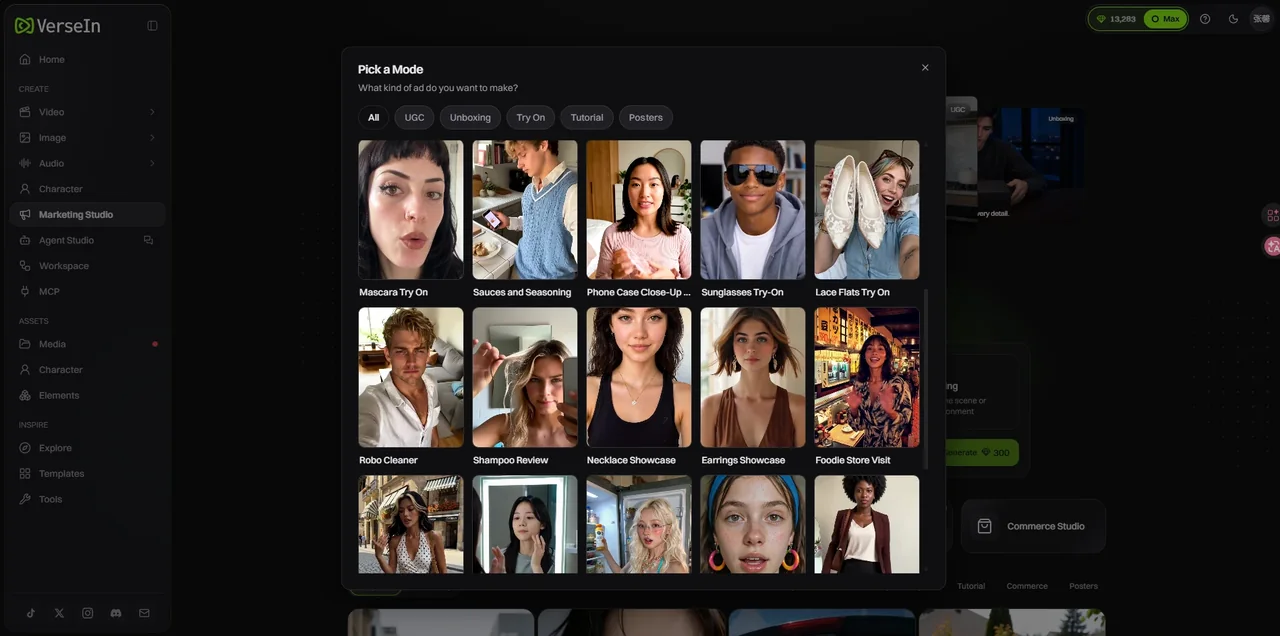 VerseIn
Home
CREATE
Video
Image
Audio
Character
Marketing Studio
Agent Studio
Workspace
MCP
ASSETS
Media
Character
Elements
INSPIRE
Explore
Templates
Tools
13,283
Max
Pick a Mode
What kind of ad do you want to make?
All
UGC
Unboxing
Try On
Tutorial
Posters
Mascara Try On
Sauces and Seasoning
Phone Case Close-Up ...
Sunglasses Try-On
Lace Flats Try On
Robo Cleaner
Shampoo Review
Necklace Showcase
Earrings Showcase
Foodie Store Visit
UGC
Unboxing
very detail.
ing
ne scene or
onment
Generate 300
Commerce Studio
Tutorial
Commerce
Posters